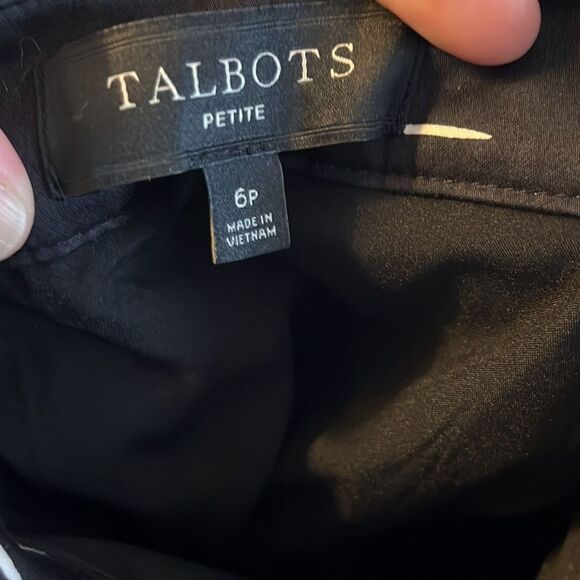 TALBOTS
PETITE
6P
MADE IN
VIETNAM